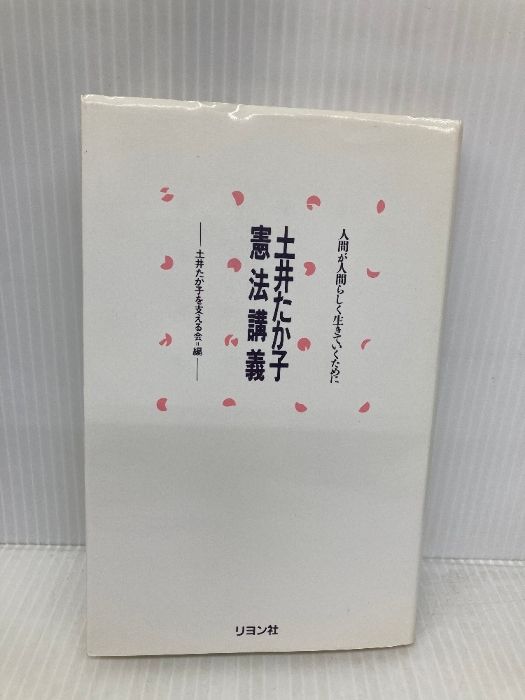 人間が人間らしく生きていくために
土井たか子
憲法講義
土井たか子を支える会=編
リヨン社